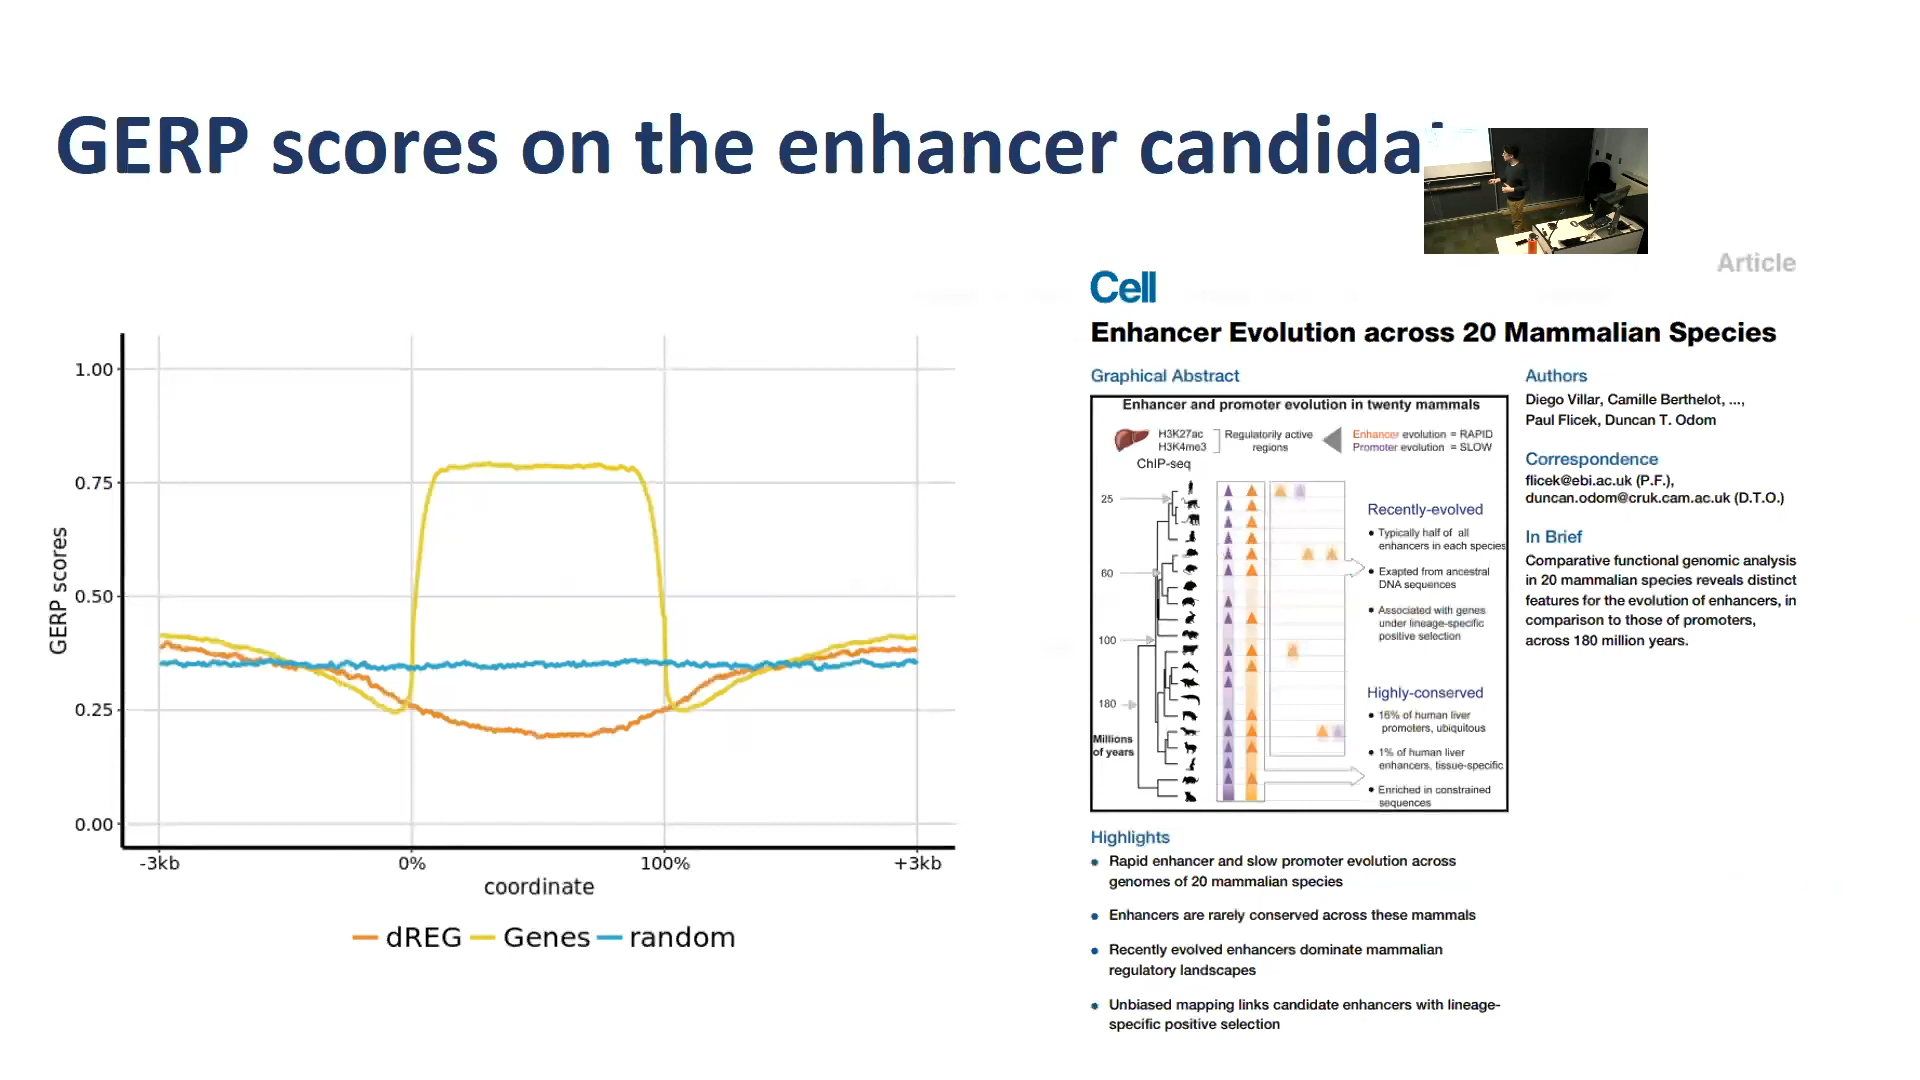 GERP scores on the enhancer candidat
Article
Cell
Enhancer Evolution across 20 Mammalian Species
Graphical Abstract
Enhancer and promoter evolution in twenty mammals
H3K27ac
H3K4me3
Regulatorily active
regions
Enhancer evolution = RAPID
Promoter evolution = SLOW
ChIP-seq
25
60
100
180
Millions
of years
Recently-evolved
• Typically half of all
enhancers in each species
• Exapted from ancestral
DNA sequences
• Associated with genes
under lineage-specific
positive selection
Highly-conserved
• 16% of human liver
promoters, ubiquitous
• 1% of human liver
enhancers, tissue-specific
• Enriched in constrained
sequences
Authors
Diego Villar, Camille Berthelot, ...,
Paul Flicek, Duncan T. Odom
Correspondence
flicek@ebi.ac.uk (P.F.),
duncan.odom@cruk.cam.ac.uk (D.T.O.)
In Brief
Comparative functional genomic analysis
in 20 mammalian species reveals distinct
features for the evolution of enhancers, in
comparison to those of promoters,
across 180 million years.
Highlights
• Rapid enhancer and slow promoter evolution across
genomes of 20 mammalian species
• Enhancers are rarely conserved across these mammals
• Recently evolved enhancers dominate mammalian
regulatory landscapes
• Unbiased mapping links candidate enhancers with lineage-
specific positive selection
GERP scores
1.00
0.75
0.50
0.25
0.00
-3kb
0%
100%
+3kb
coordinate
dREG
Genes
random